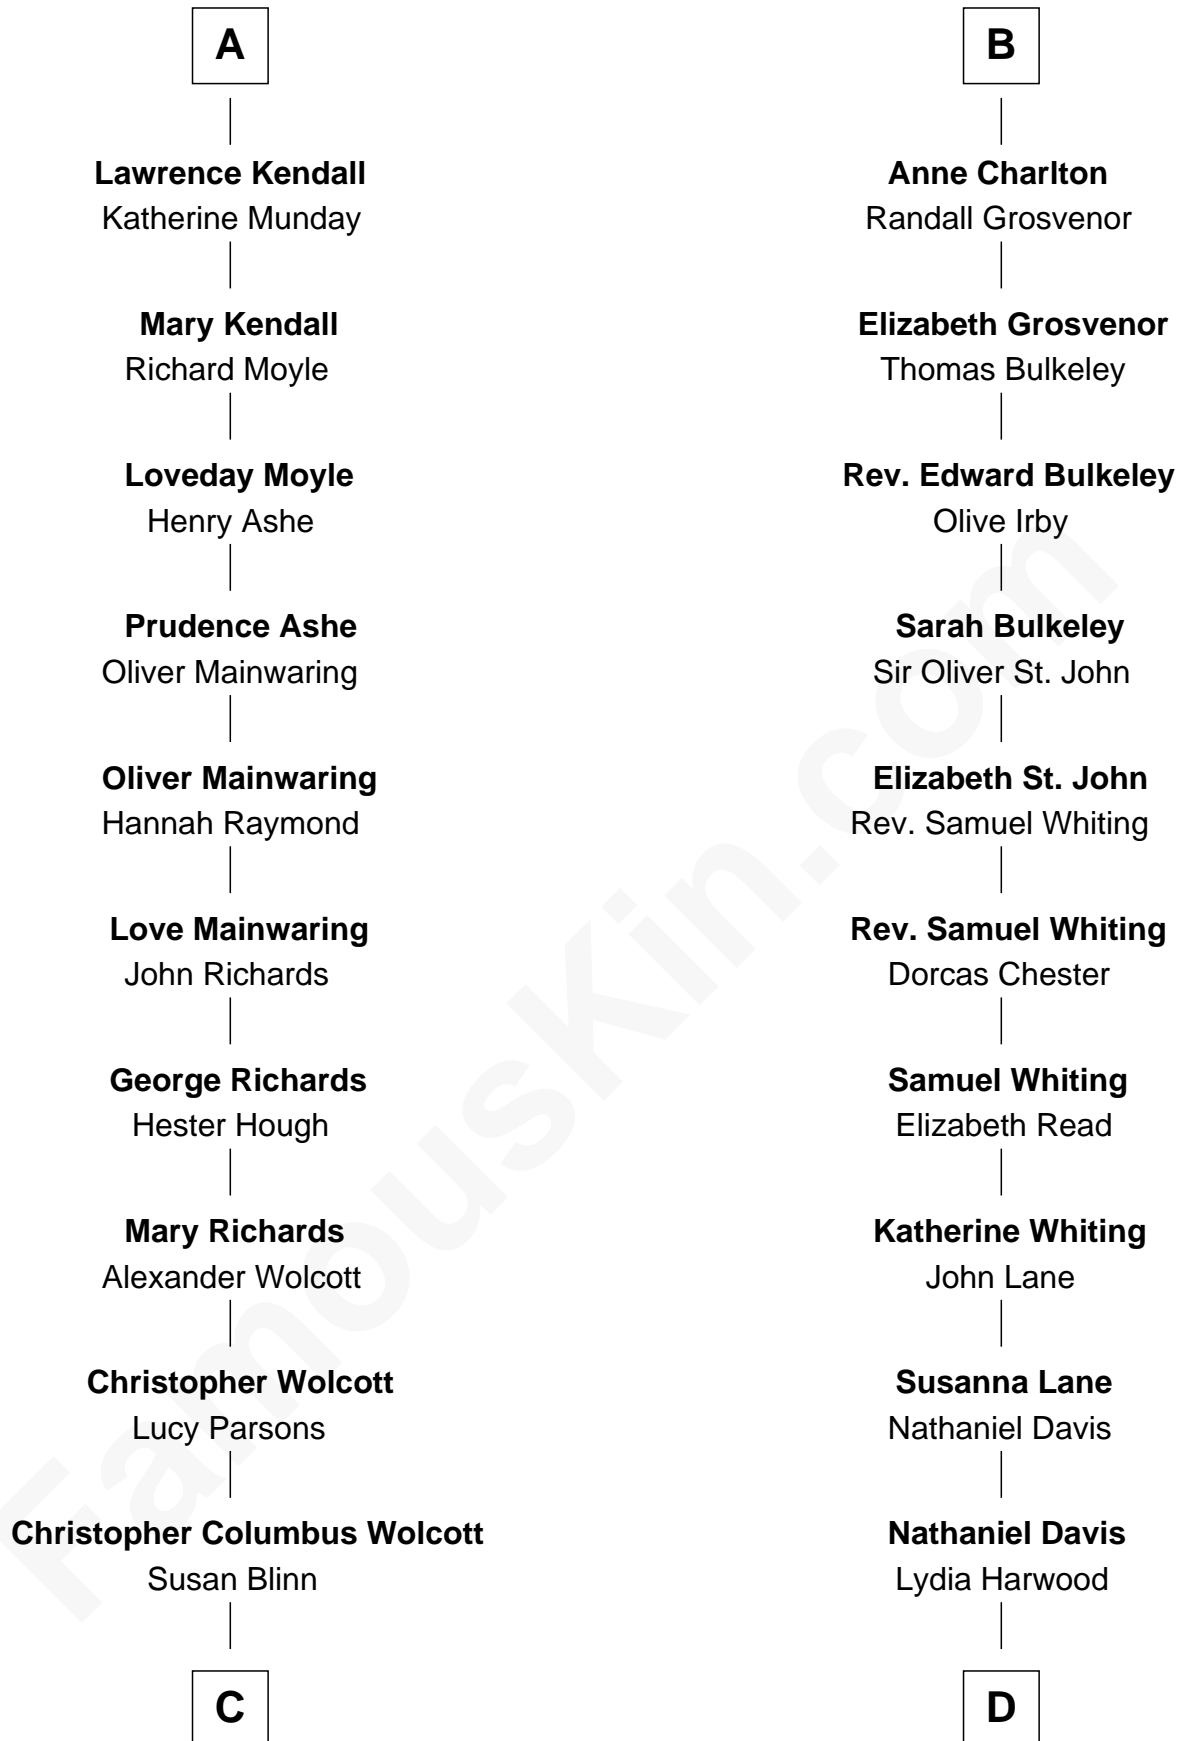 A
Lawrence Kendall
Katherine Munday
Mary Kendall
Richard Moyle
Loveday Moyle
Henry Ashe
Prudence Ashe
Oliver Mainwaring
Oliver Mainwaring
Hannah Raymond
Love Mainwaring
John Richards
George Richards
Hester Hough
Mary Richards
Alexander Wolcott
Christopher Wolcott
Lucy Parsons
Christopher Columbus Wolcott
Susan Blinn
C
B
Anne Charlton
Randall Grosvenor
Elizabeth Grosvenor
Thomas Bulkeley
Rev. Edward Bulkeley
Olive Irby
Sarah Bulkeley
Sir Oliver St. John
Elizabeth St. John
Rev. Samuel Whiting
Rev. Samuel Whiting
Dorcas Chester
Samuel Whiting
Elizabeth Read
Katherine Whiting
John Lane
Susanna Lane
Nathaniel Davis
Nathaniel Davis
Lydia Harwood
D
FamousKin.com